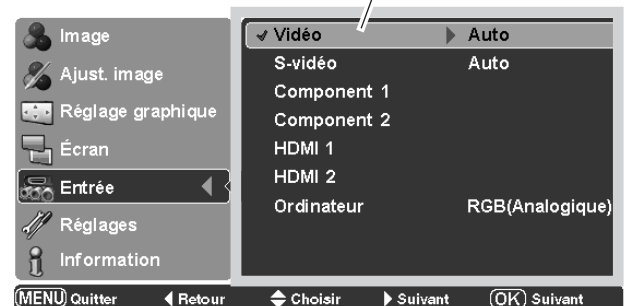 Image
Ajust. image
Réglage graphique
Écran
Entrée
Réglages
Information
Vidéo Auto
S-vidéo Auto
Component 1
Component 2
HDMI 1
HDMI 2
Ordinateur RGB(Analogique)
MENU Quitter Retour Choisir Suivant OK Suivant